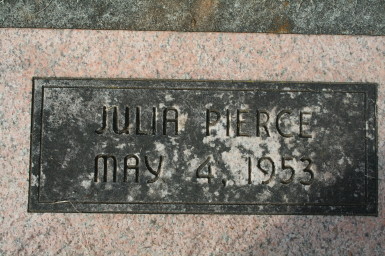 JULIA PIERCE
MAY 4, 1953